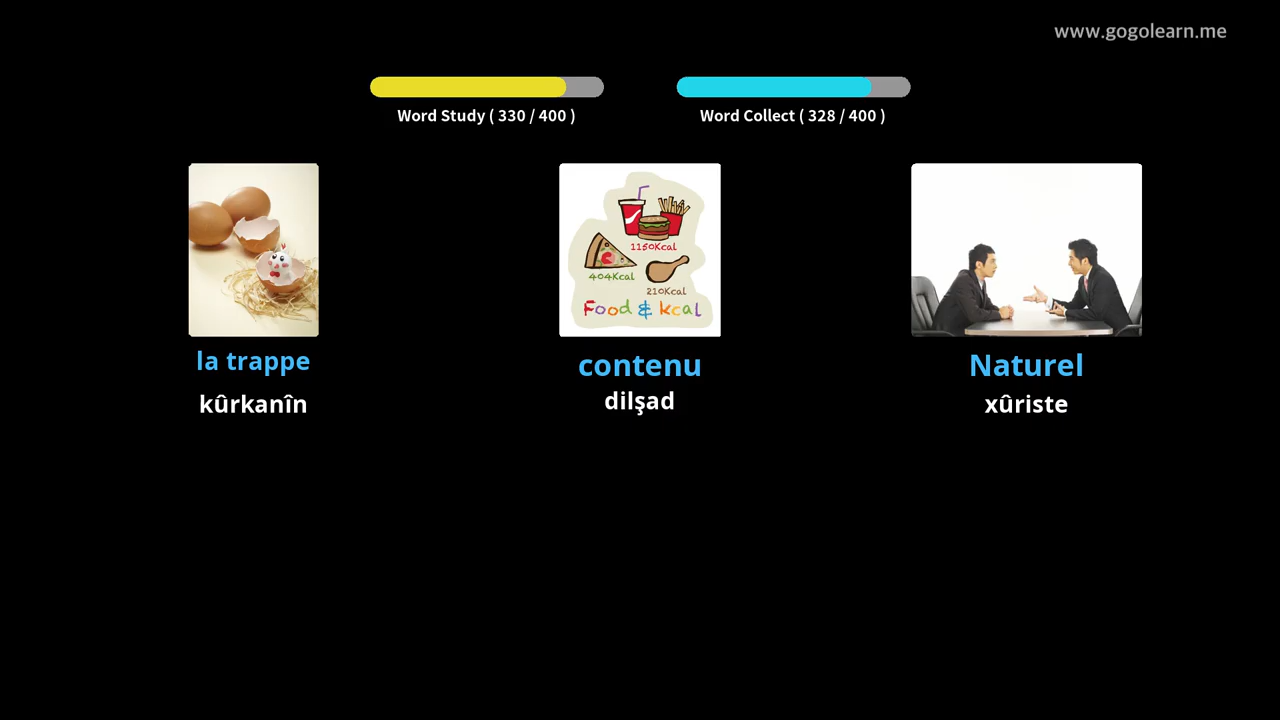 www.gogolearn.me
Word Study ( 330 / 400 )
Word Collect ( 328 / 400 )
1150Kcal
404Kcal
210Kcal
Food & kcal
la trappe
contenu
Naturel
kûrkanîn
dilşad
xûriste